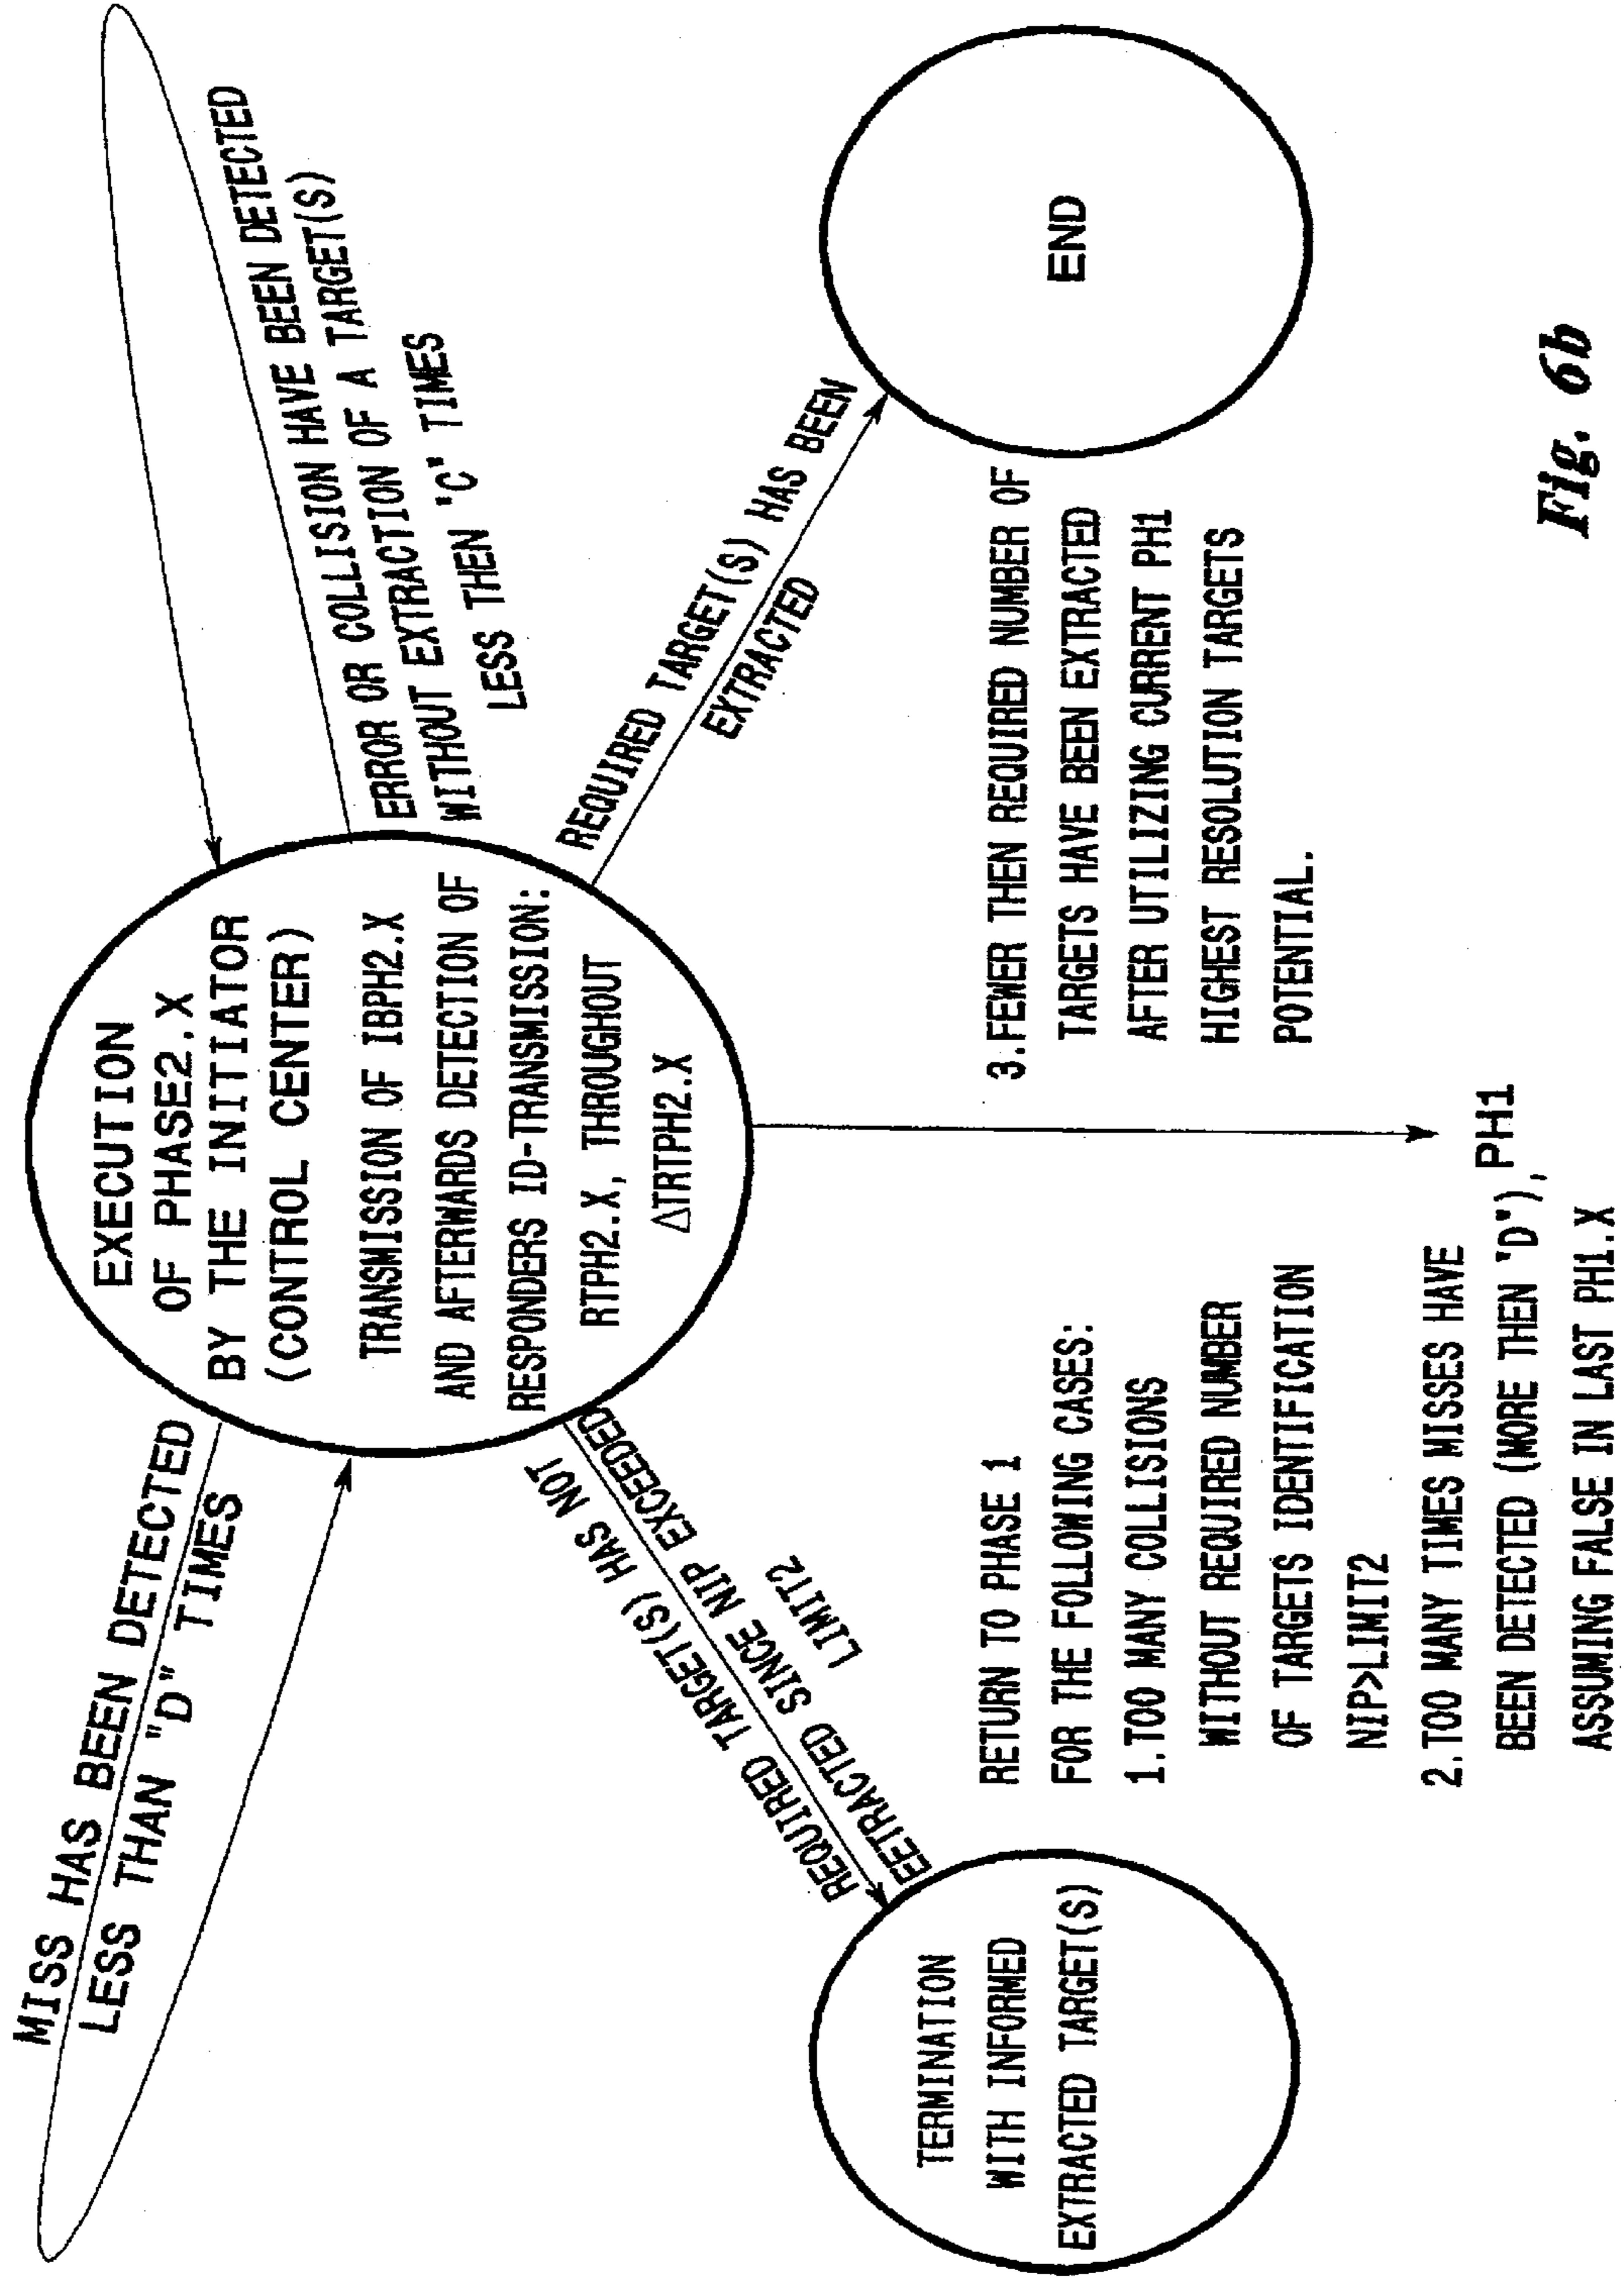 MISS HAS BEEN DETECTED
LESS THAN "D" TIMES
EXECUTION
OF PHASE2.X
BY THE INITIATOR
(CONTROL CENTER)
TRANSMISSION OF IBPH2.X
AND AFTERWARDS DETECTION OF
RESPONDERS ID-TRANSMISSION:
RTPH2.X, THROUGHOUT
ΔTRTPH2.X
ERROR OR COLLISION HAVE BEEN DETECTED
WITHOUT EXTRACTION OF A TARGET(S)
LESS THEN "C" TIMES
REQUIRED TARGET(S) HAS NOT
EETRACTED SINCE NIP EXCEEDED
LIMIT2
REQUIRED TARGET(S) HAS BEEN
EXTRACTED
TERMINATION
WITH INFORMED
EXTRACTED TARGET(S)
END
RETURN TO PHASE 1
FOR THE FOLLOWING CASES:
1.TOO MANY COLLISIONS
WITHOUT REQUIRED NUMBER
OF TARGETS IDENTIFICATION
NIP>LIMIT2
2.TOO MANY TIMES MISSES HAVE
BEEN DETECTED (MORE THEN "D"),
ASSUMING FALSE IN LAST PH1.X
PH1
3.FEWER THEN REQUIRED NUMBER OF
TARGETS HAVE BEEN EXTRACTED
AFTER UTILIZING CURRENT PH1
HIGHEST RESOLUTION TARGETS
POTENTIAL.
Fig. 6b